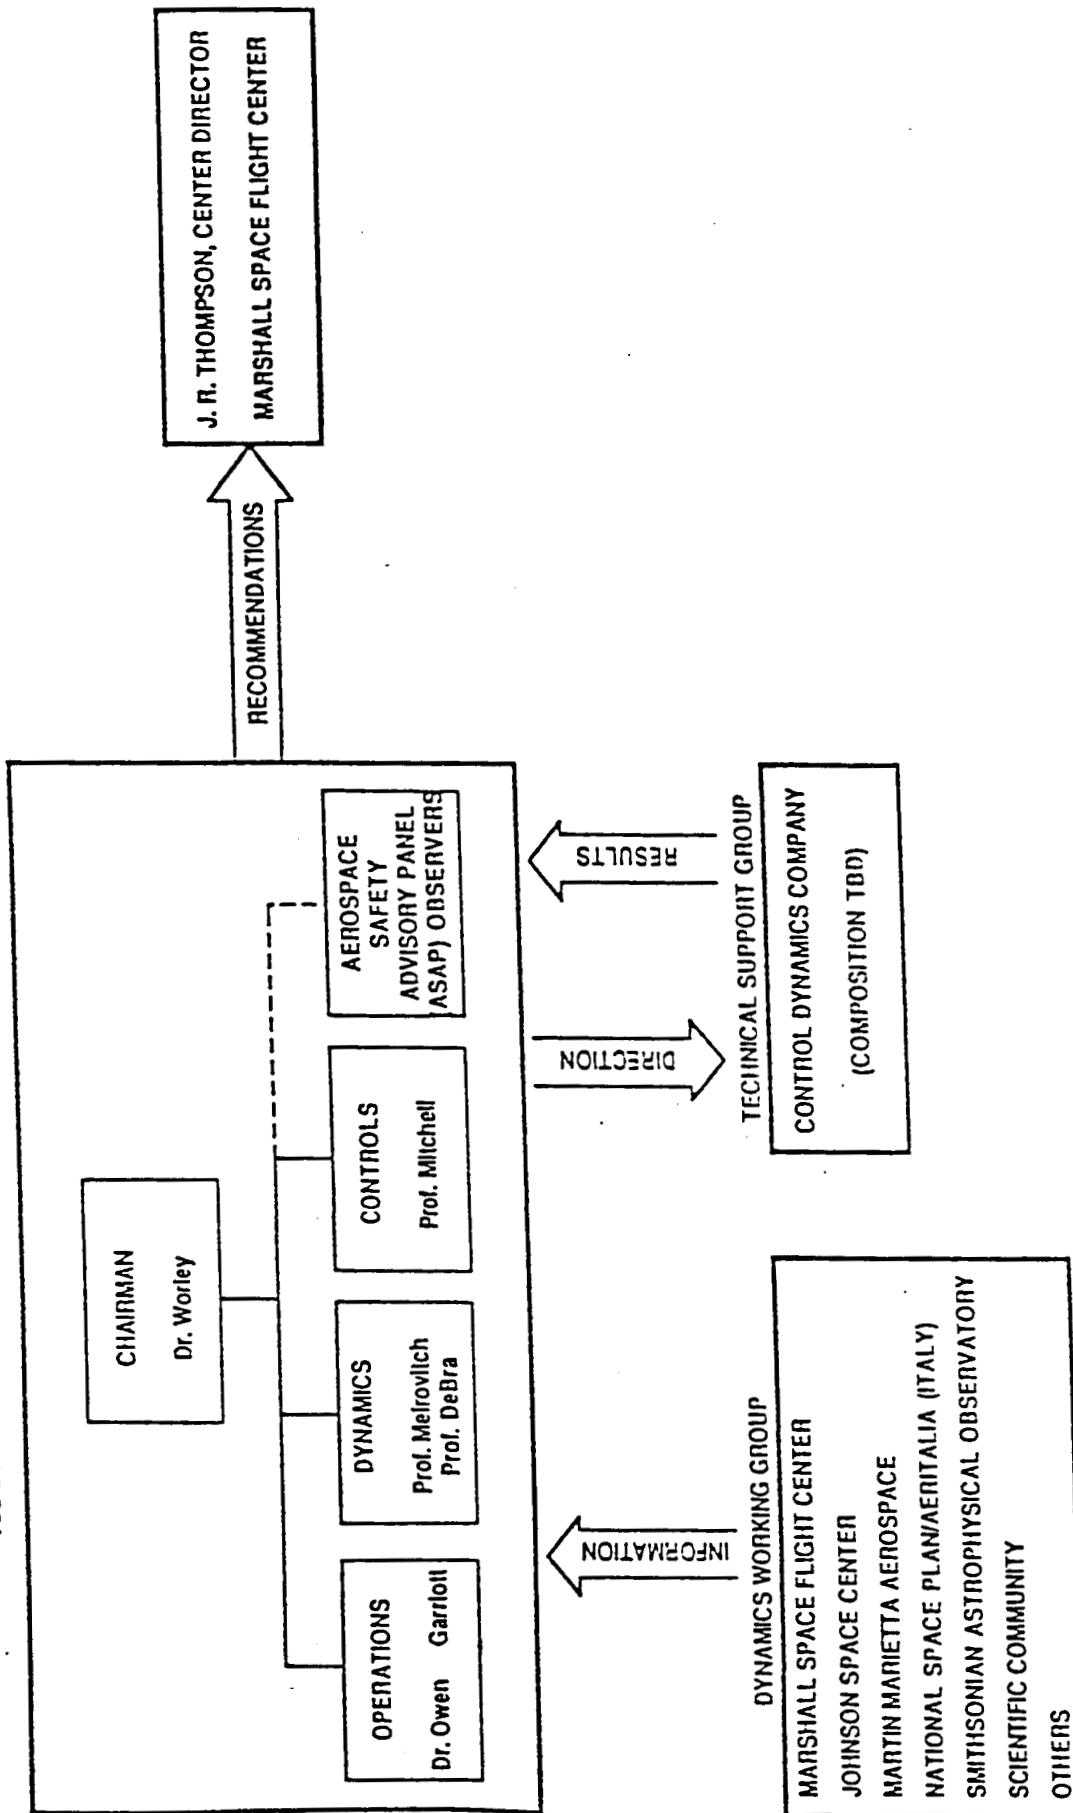 J. R. THOMPSON, CENTER DIRECTOR
MARSHALL SPACE FLIGHT CENTER
RECOMMENDATIONS
CHAIRMAN
Dr. Worley
OPERATIONS
Dr. Owen Garriott
DYNAMICS
Prof. Meirovitch
Prof. DeBra
CONTROLS
Prof. Mitchell
AEROSPACE
SAFETY
ADVISORY PANEL
ASAP) OBSERVERS
INFORMATION
DIRECTION
RESULTS
DYNAMICS WORKING GROUP
MARSHALL SPACE FLIGHT CENTER
JOHNSON SPACE CENTER
MARTIN MARIETTA AEROSPACE
NATIONAL SPACE PLAN/AERITALIA (ITALY)
SMITHSONIAN ASTROPHYSICAL OBSERVATORY
SCIENTIFIC COMMUNITY
OTHERS
TECHNICAL SUPPORT GROUP
CONTROL DYNAMICS COMPANY
(COMPOSITION TBD)